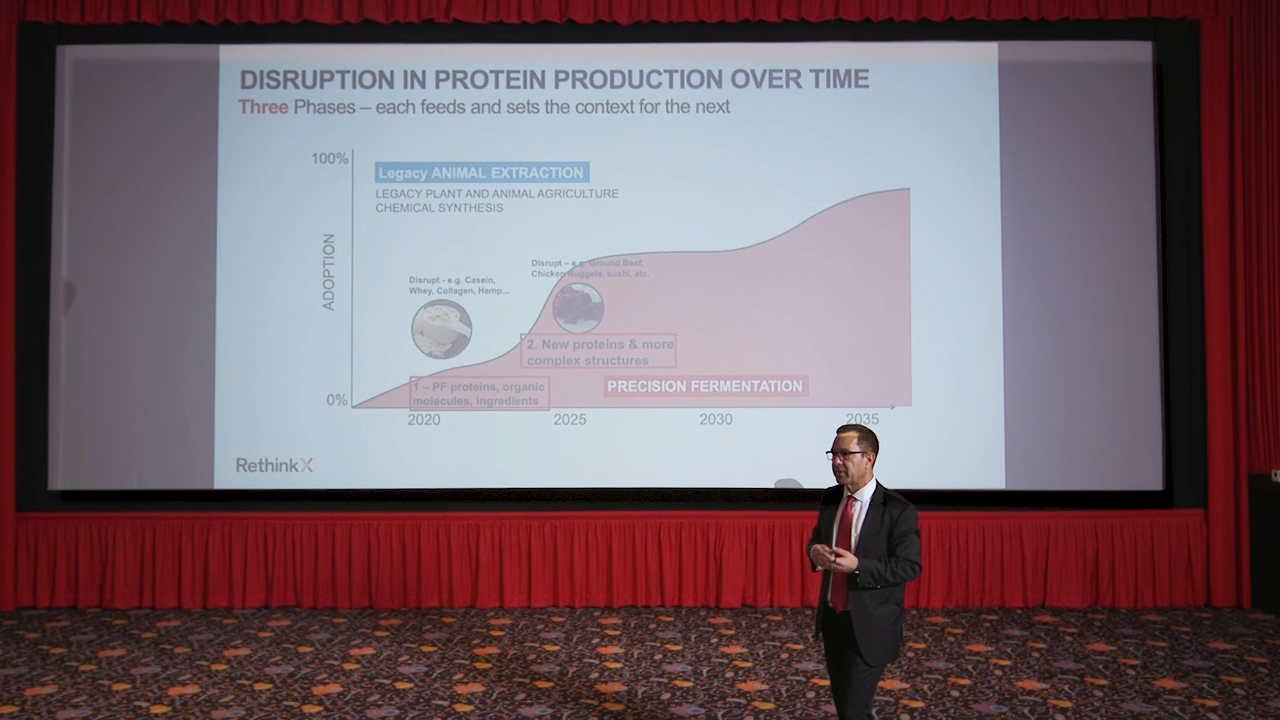 DISRUPTION IN PROTEIN PRODUCTION OVER TIME
Three Phases – each feeds and sets the context for the next
100%
Legacy ANIMAL EXTRACTION
LEGACY PLANT AND ANIMAL AGRICULTURE
CHEMICAL SYNTHESIS
ADOPTION
Disrupt – e.g. Ground Beef,
Chicken Nuggets, sushi, etc.
Disrupt - e.g. Casein,
Whey, Collagen, Hemp...
2. New proteins & more
complex structures
1 – PF proteins, organic
molecules, ingredients
PRECISION FERMENTATION
0%
2020 2025 2030 2035
RethinkX